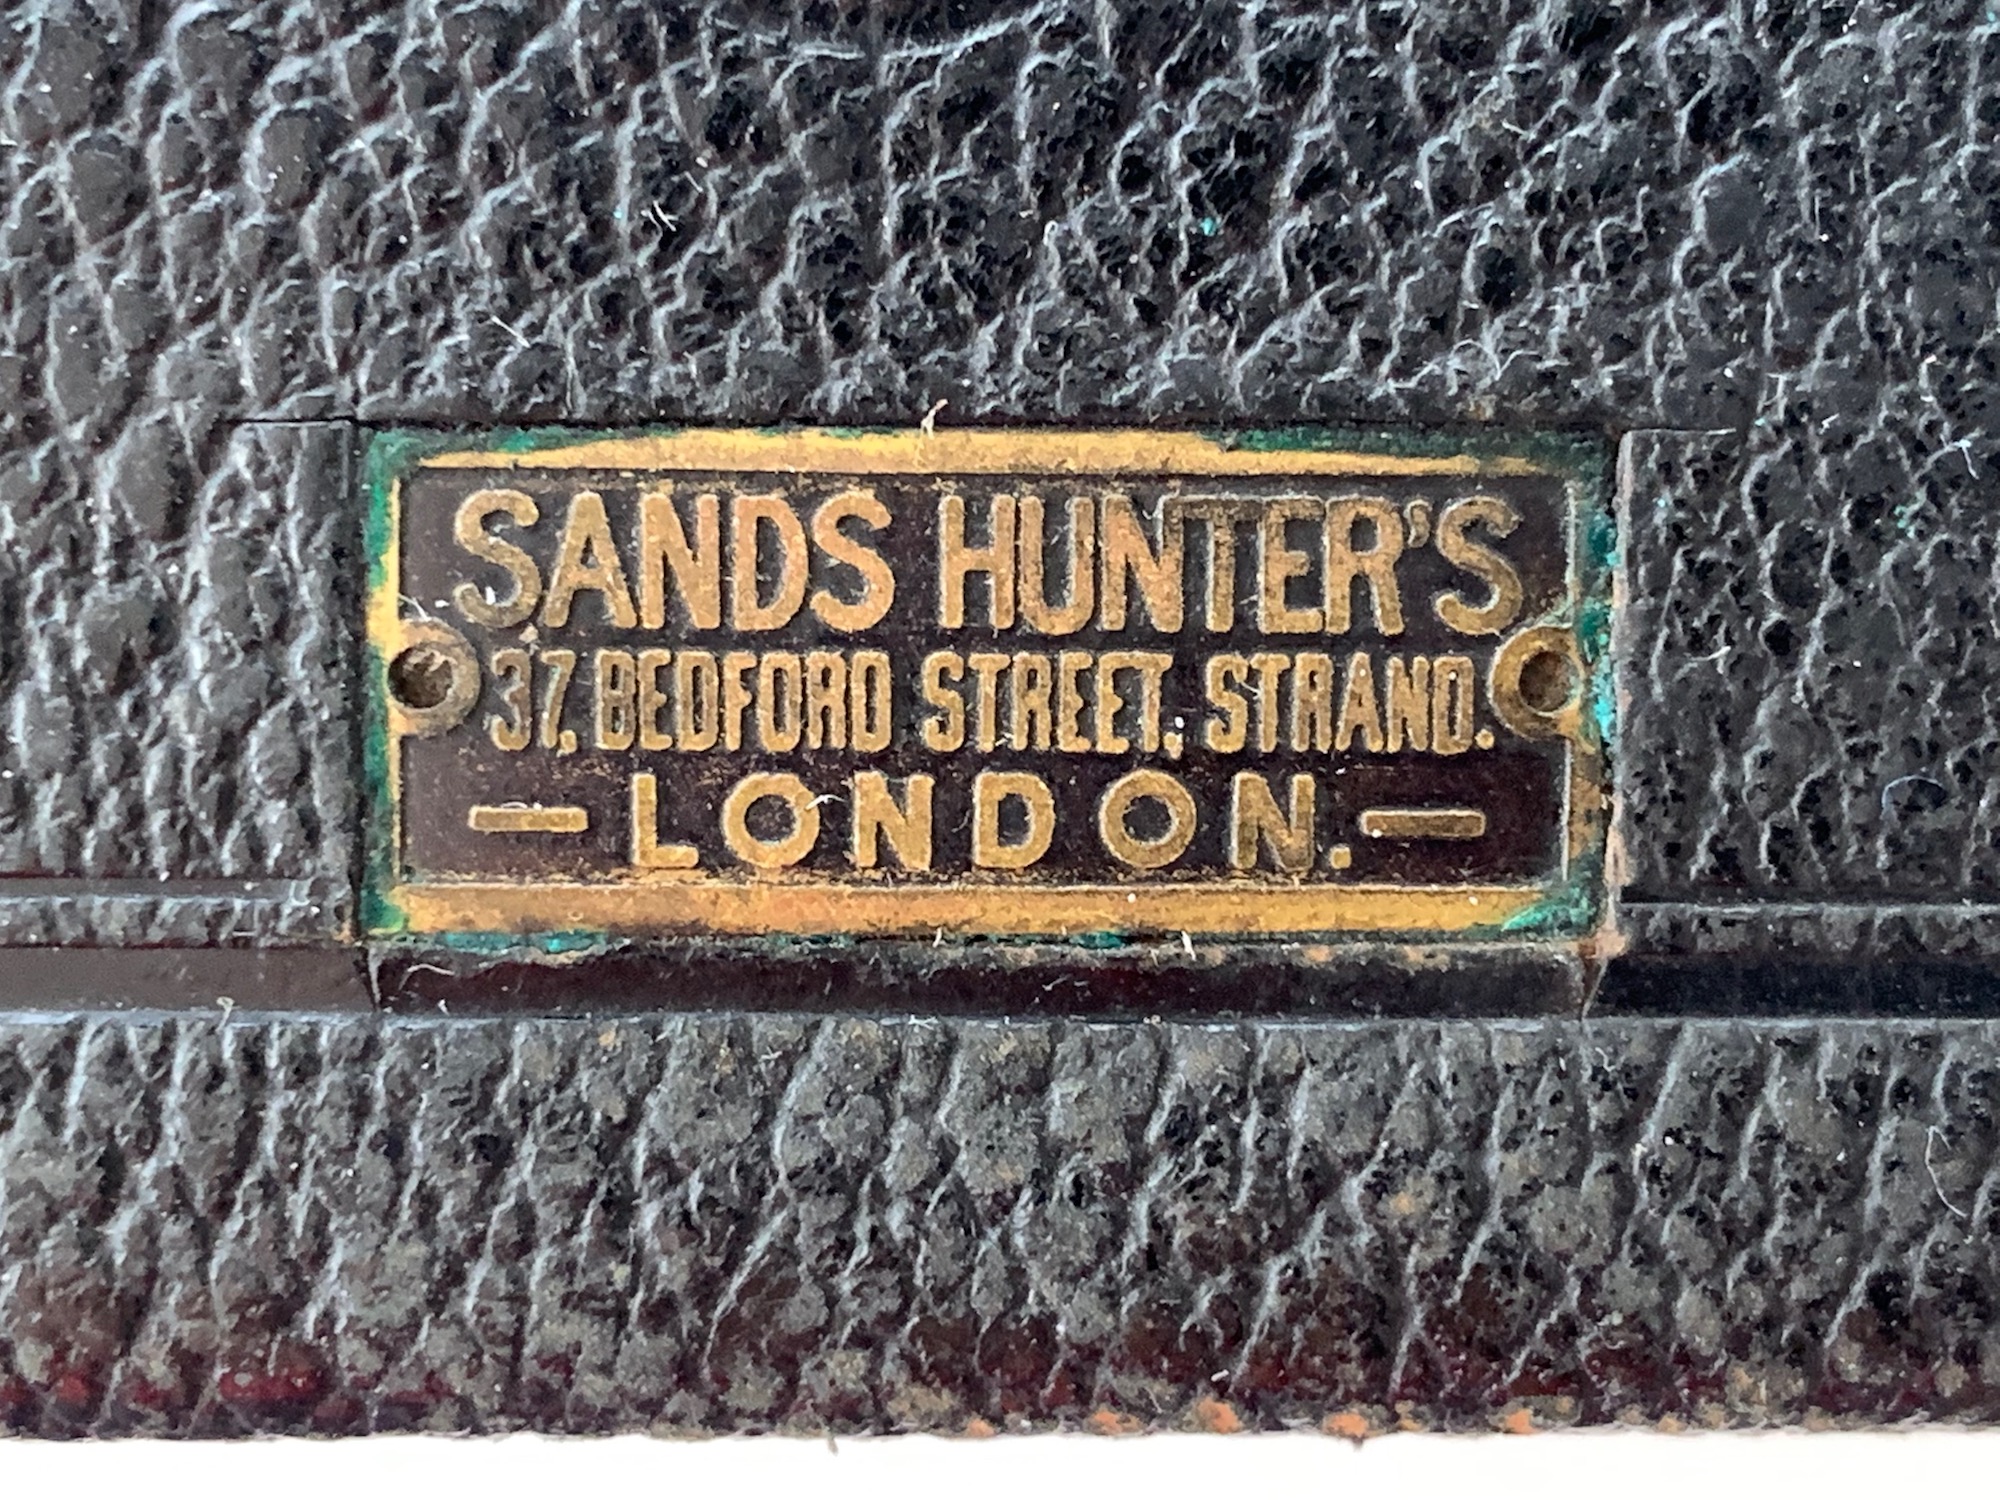 SANDS HUNTER'S
37, BEDFORD STREET, STRAND.
— LONDON. —